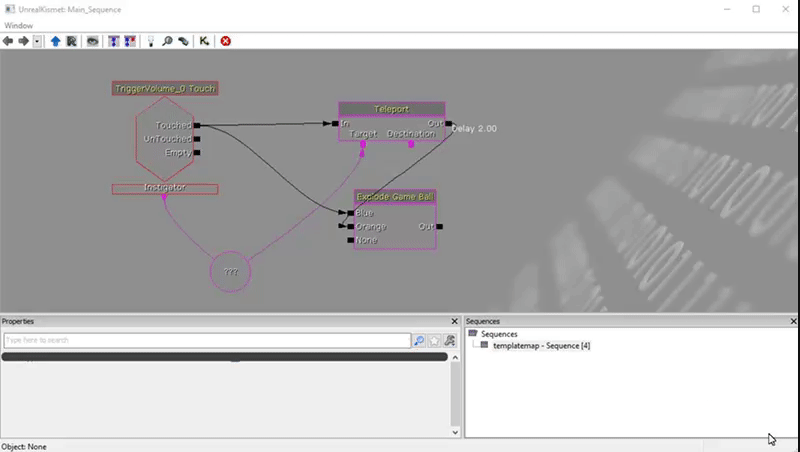 UnrealKismet: Main_Sequence
Window
TriggerVolume_0 Touch
Touched
UnTouched
Empty
Instigator
Teleport
In
Out
Target
Destination
Delay 2.00
Explode Game Ball
Blue
Orange
Out
None
???
Properties
Type here to search
Sequences
Sequences
templatemap - Sequence [4]
Object: None